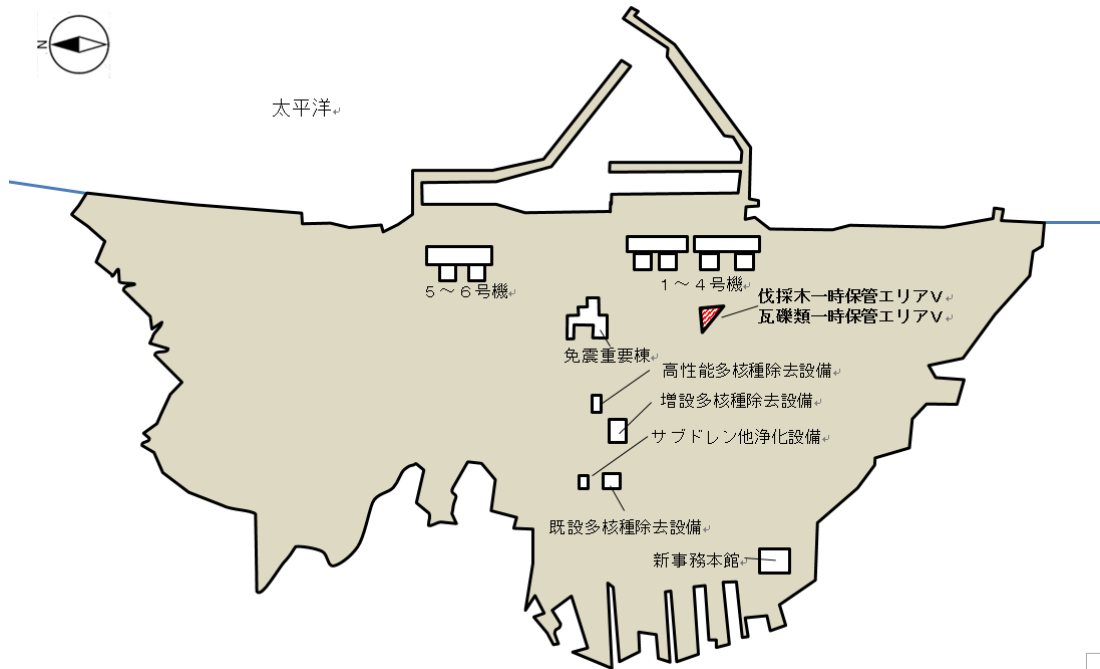 N
太平洋
5~6号機
1~4号機
伐採木一時保管エリアV
瓦礫類一時保管エリアV
免震重要棟
高性能多核種除去設備
増設多核種除去設備
サブドレン他浄化設備
既設多核種除去設備
新事務本館